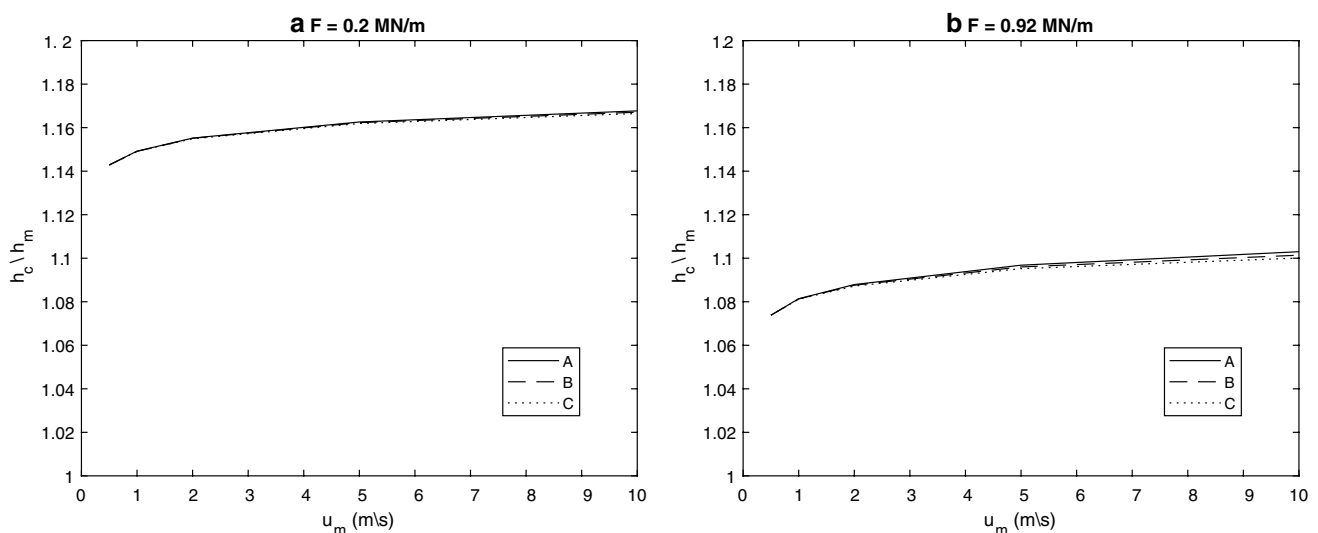 a F = 0.2 MN/m
1. 2
1.18
1.16
1.14
1.12
1.1
1.08
1.06
1.04
1.02
1
h_c \ h_m
A
B
C
0 1 2 3 4 5 6 7 8 9 10
u_m (m\s)
b F = 0.92 MN/m
1.2
1.18
1.16
1.14
1.12
1.1
1.08
1.06
1.04
1.02
1
h_c \ h_m
A
B
C
0 1 2 3 4 5 6 7 8 9 10
u_m (m\s)